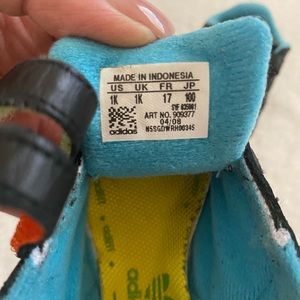 MADE IN INDONESIA
US UK FR JP
1K 1K 17 100
ART NO. 909377
04/08
adidas